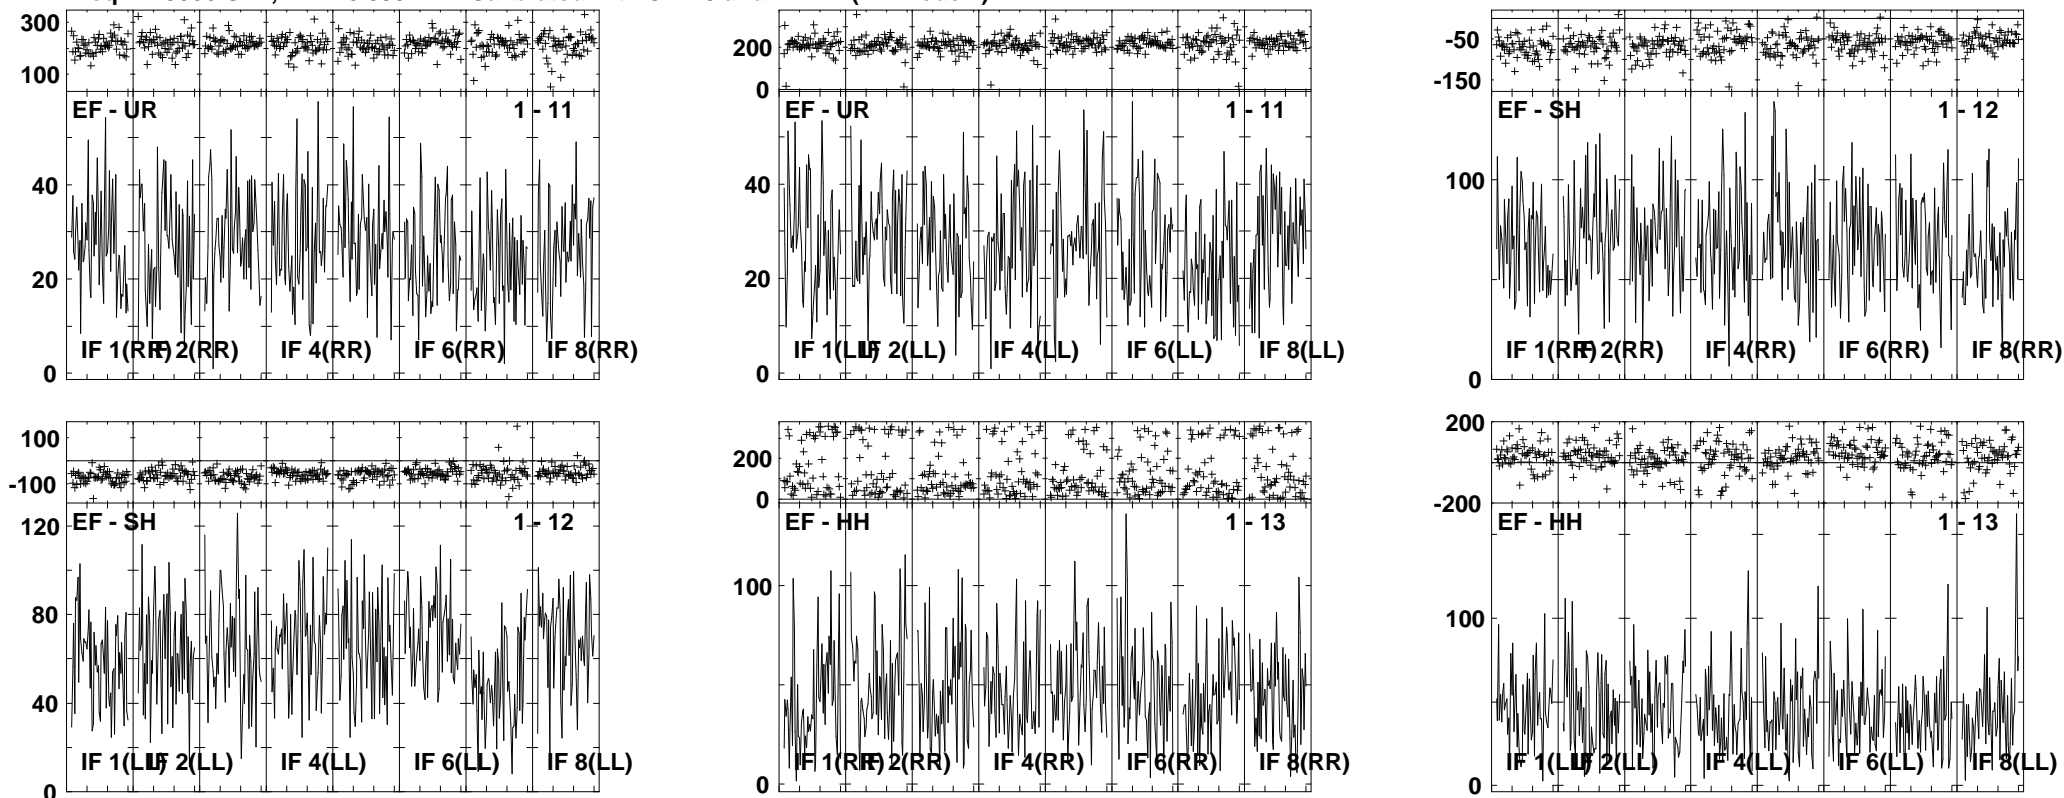 300
100
EF - UR 1 - 11
40
20
IF 1(RR) IF 2(RR) IF 4(RR) IF 6(RR) IF 8(RR)
0
200
0
EF - UR 1 - 11
40
20
IF 1(LL) IF 2(LL) IF 4(LL) IF 6(LL) IF 8(LL)
0
-50
-150
EF - SH 1 - 12
100
IF 1(RR) IF 2(RR) IF 4(RR) IF 6(RR) IF 8(RR)
0
100
-100
EF - SH 1 - 12
120
80
40
IF 1(LL) IF 2(LL) IF 4(LL) IF 6(LL) IF 8(LL)
0
200
0
EF - HH 1 - 13
100
IF 1(RR) IF 2(RR) IF 4(RR) IF 6(RR) IF 8(RR)
0
200
-200
EF - HH 1 - 13
100
IF 1(LL) IF 2(LL) IF 4(LL) IF 6(LL) IF 8(LL)
0